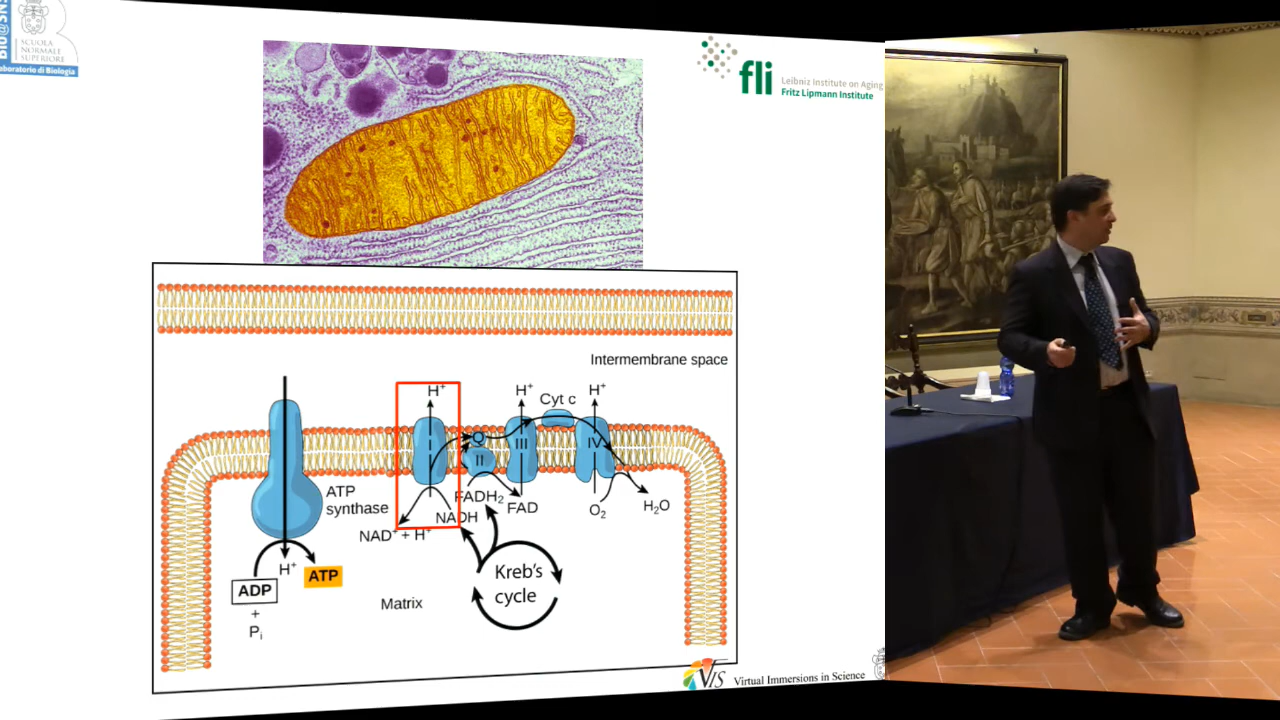 BIO@SNS
SCUOLA
NORMALE
SUPERIORE
Laboratorio di Biologia
fli
Leibniz Institute on Aging
Fritz Lipmann Institute
Intermembrane space
H+
H+
Cyt c
H+
I
Q
II
III
IV
ATP
synthase
FADH2
FAD
O2
H2O
NADH
NAD+ + H+
H+
ATP
ADP
+
Pi
Kreb's
cycle
Matrix
VIS
Virtual Immersions in Science